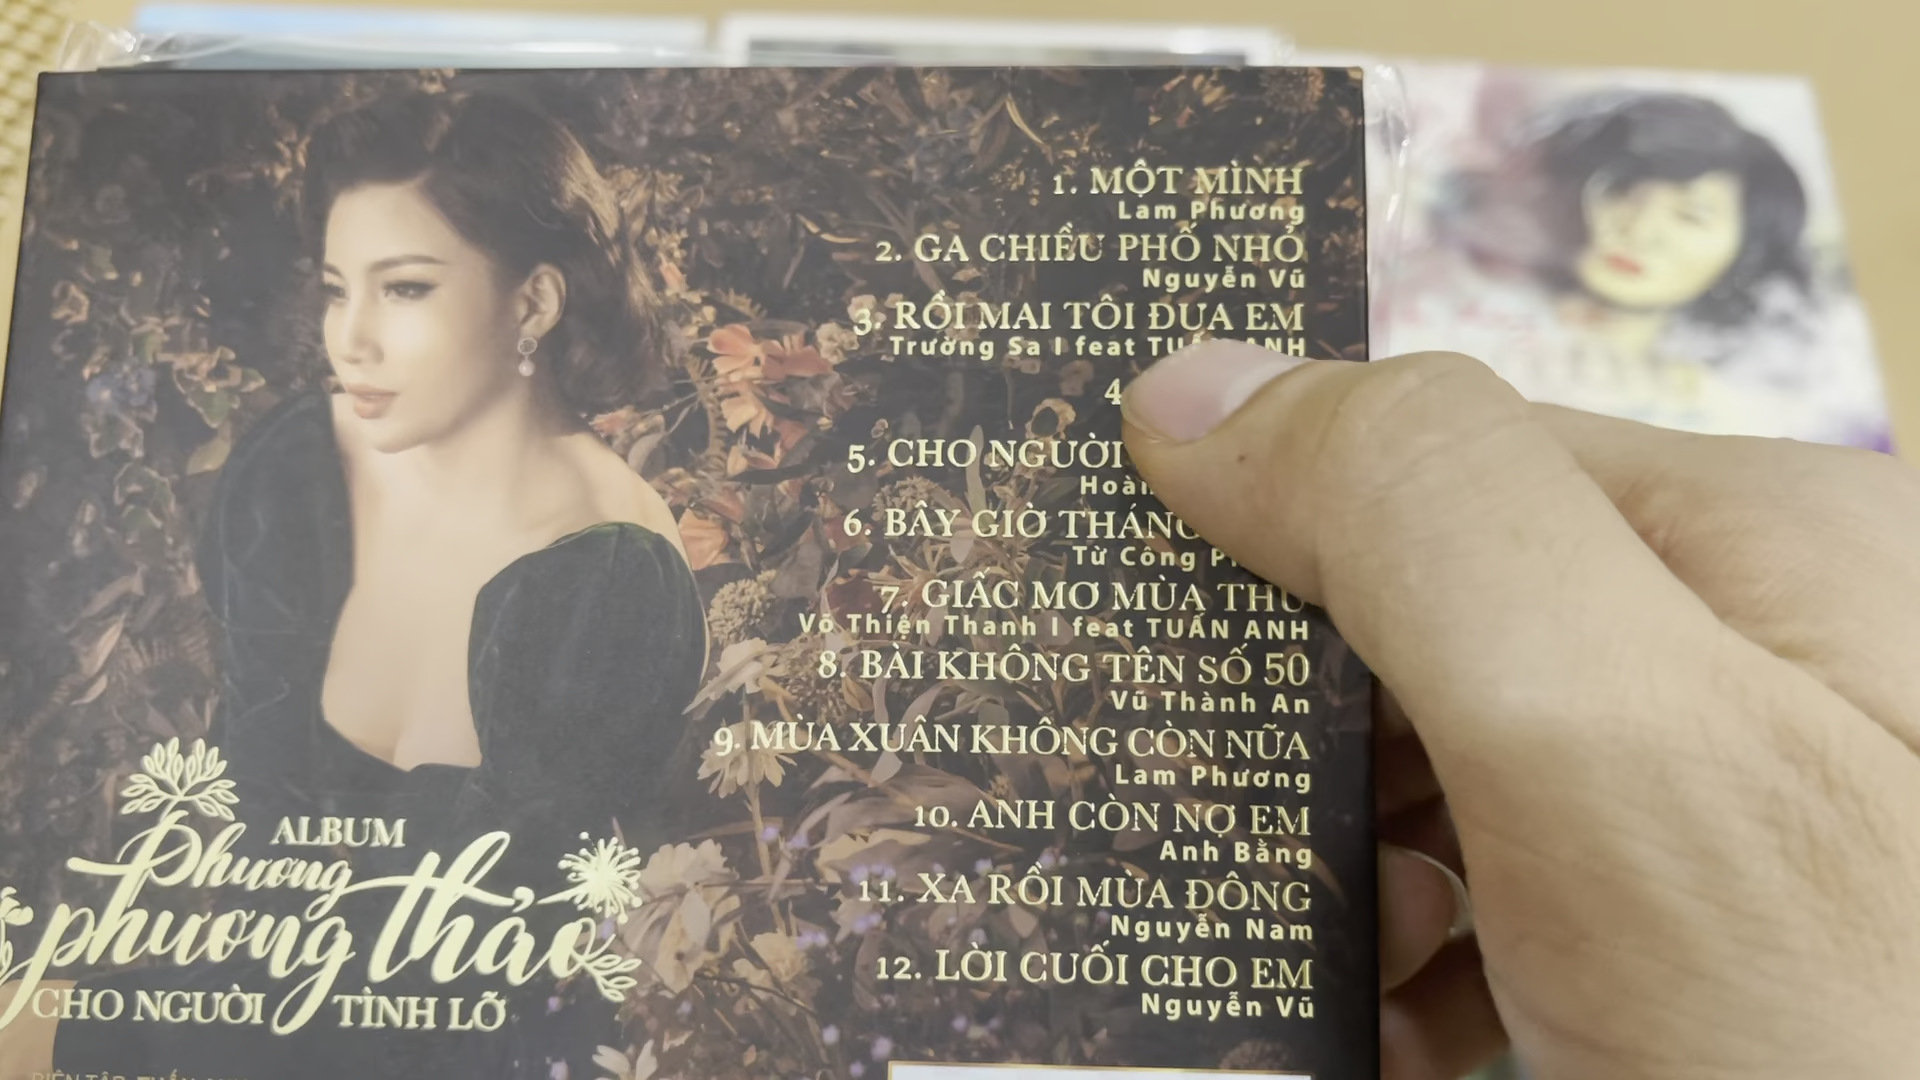 1. MỘT MÌNH
Lam Phương
2. GA CHIỀU PHỐ NHỎ
Nguyễn Vũ
3. RỒI MAI TÔI ĐƯA EM
Trường Sa I feat TUẤN ANH
4
5. CHO NGƯỜI
Hoàn
6. BÂY GIỜ THÁNG
Từ Công
7. GIẤC MƠ MÙA THU
Võ Thiện Thanh I feat TUẤN ANH
8. BÀI KHÔNG TÊN SỐ 50
Vũ Thành An
9. MÙA XUÂN KHÔNG CÒN NỮA
Lam Phương
10. ANH CÒN NỢ EM
Anh Bằng
11. XA RỒI MÙA ĐÔNG
Nguyễn Nam
12. LỜI CUỐI CHO EM
Nguyễn Vũ
ALBUM
Phương
phương thảo
CHO NGƯỜI TÌNH LỠ